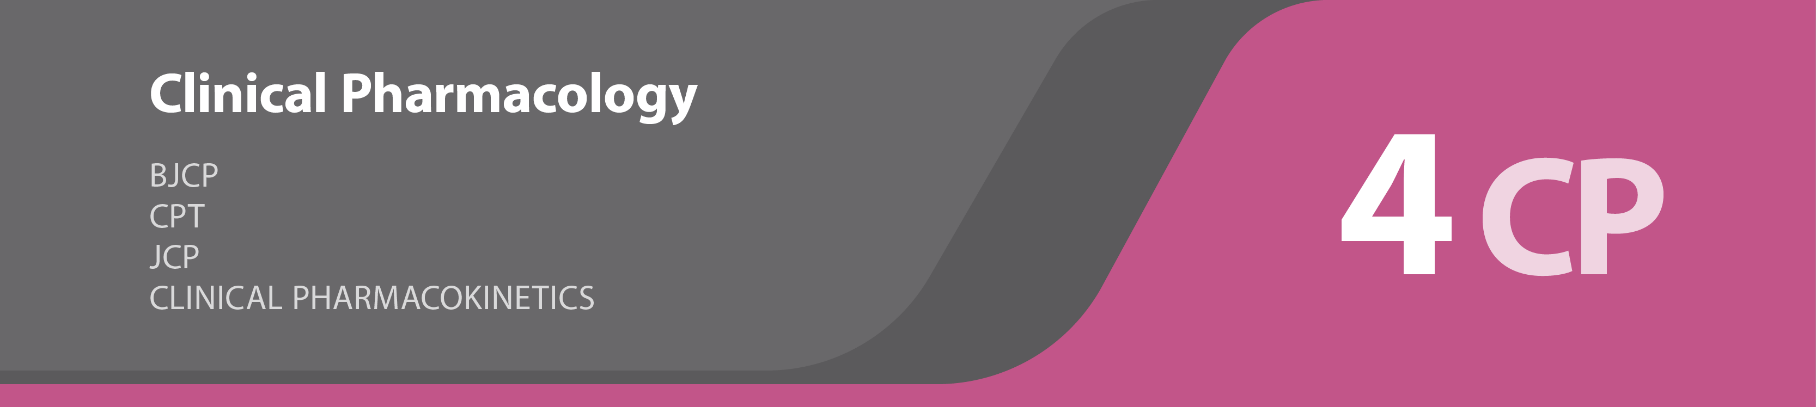 Clinical Pharmacology
BJCP
CPT
JCP
CLINICAL PHARMACOKINETICS
4 CP